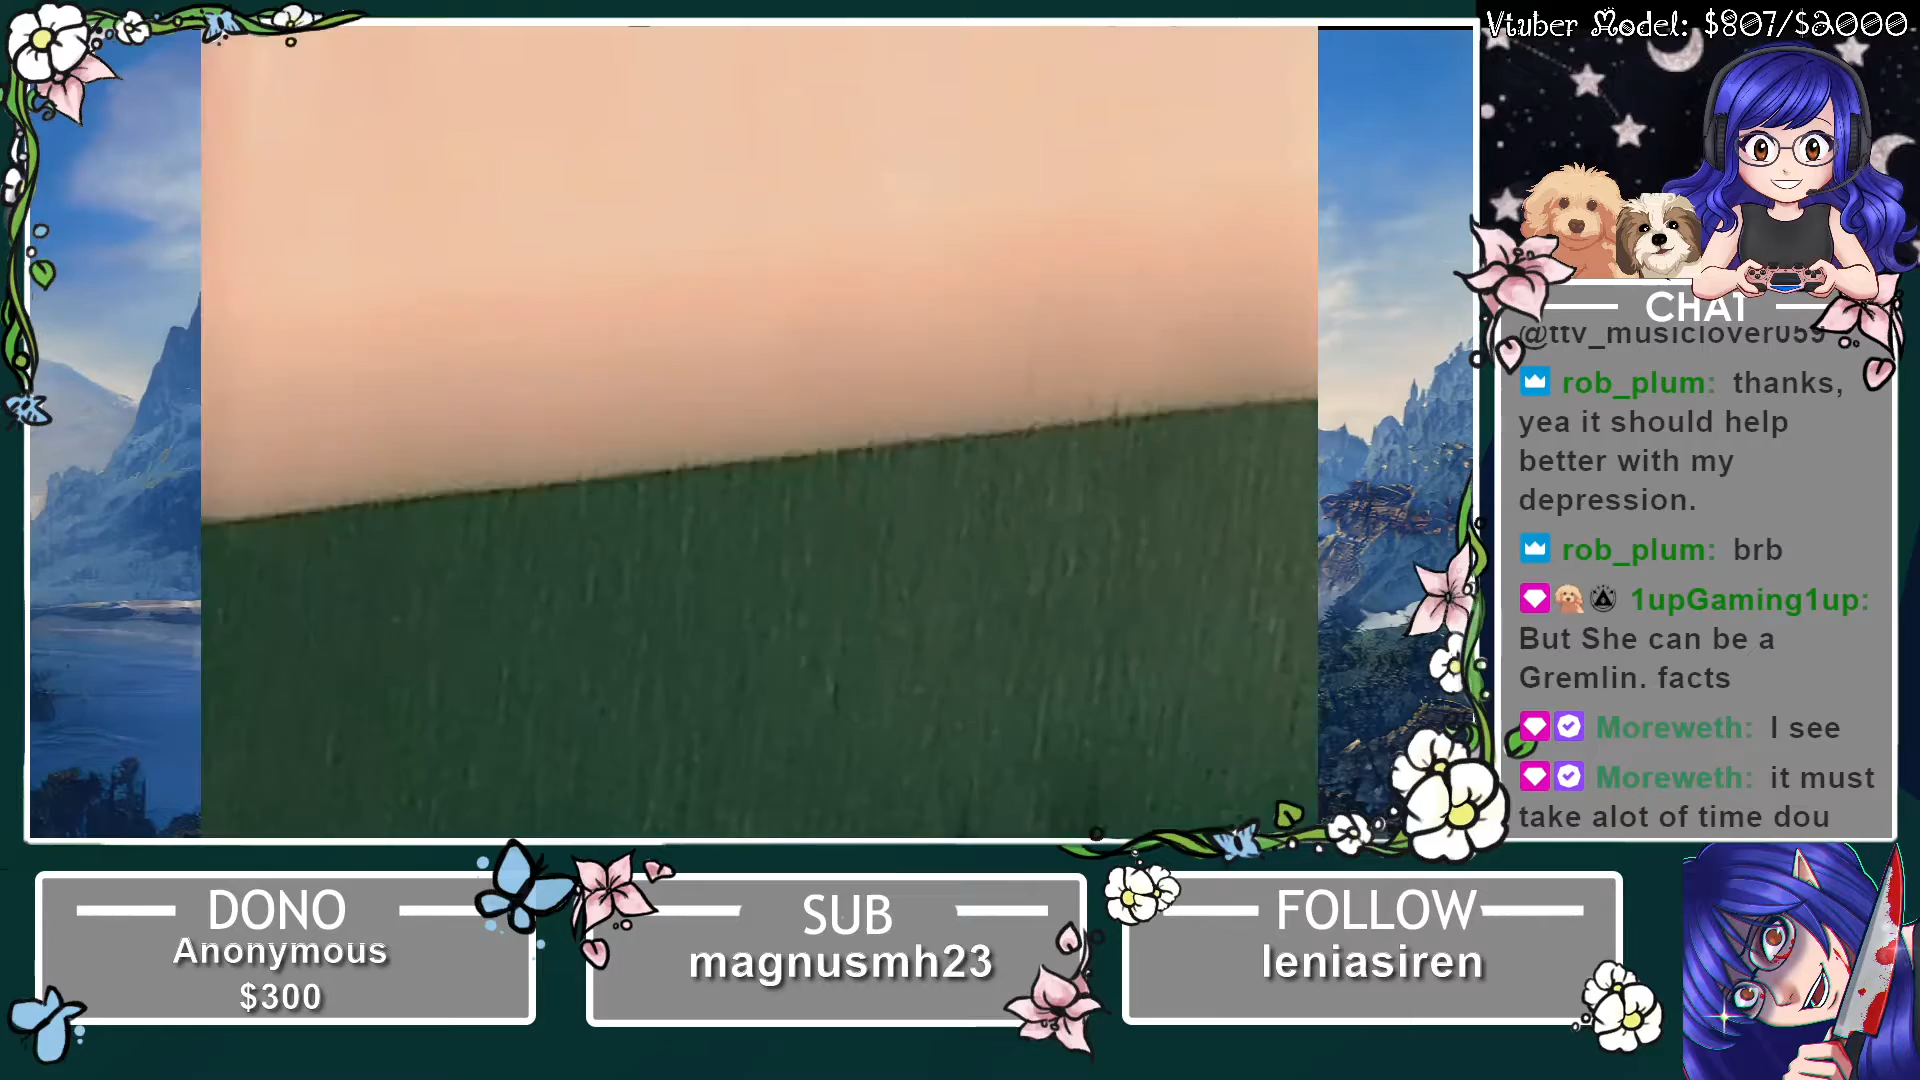 Vtuber Model: $807/$2000
CHAT
@ttv_musiclover059
rob_plum: thanks,
yea it should help
better with my
depression.
rob_plum: brb
1upGaming1up:
But She can be a
Gremlin. facts
Moreweth: I see
Moreweth: it must
take alot of time dou
DONO
Anonymous
$300
SUB
magnusmh23
FOLLOW
leniasiren